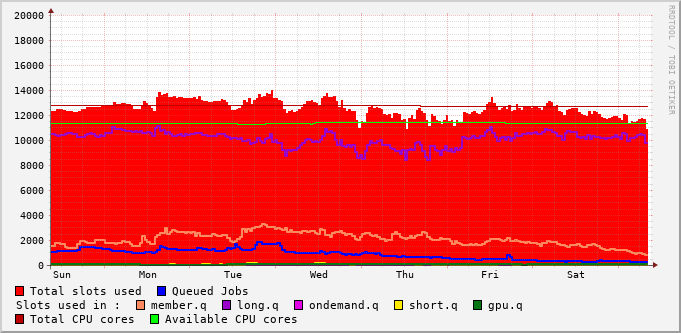 20000
18000
16000
14000
12000
10000
8000
6000
4000
2000
0
Sun Mon Tue Wed Thu Fri Sat
RRDTOOL / TOBI OETIKER
Total slots used Queued Jobs
Slots used in : member.q long.q ondemand.q short.q gpu.q
Total CPU cores Available CPU cores